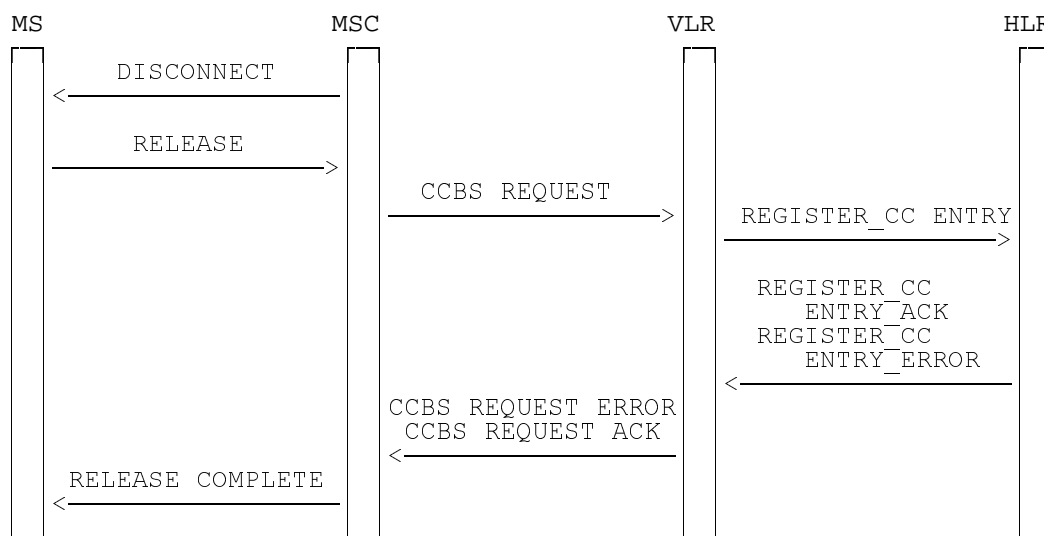 MS MSC VLR HLR
DISCONNECT
RELEASE
CCBS REQUEST
REGISTER_CC ENTRY
REGISTER_CC
ENTRY_ACK
REGISTER_CC
ENTRY_ERROR
CCBS REQUEST ERROR
CCBS REQUEST ACK
RELEASE COMPLETE